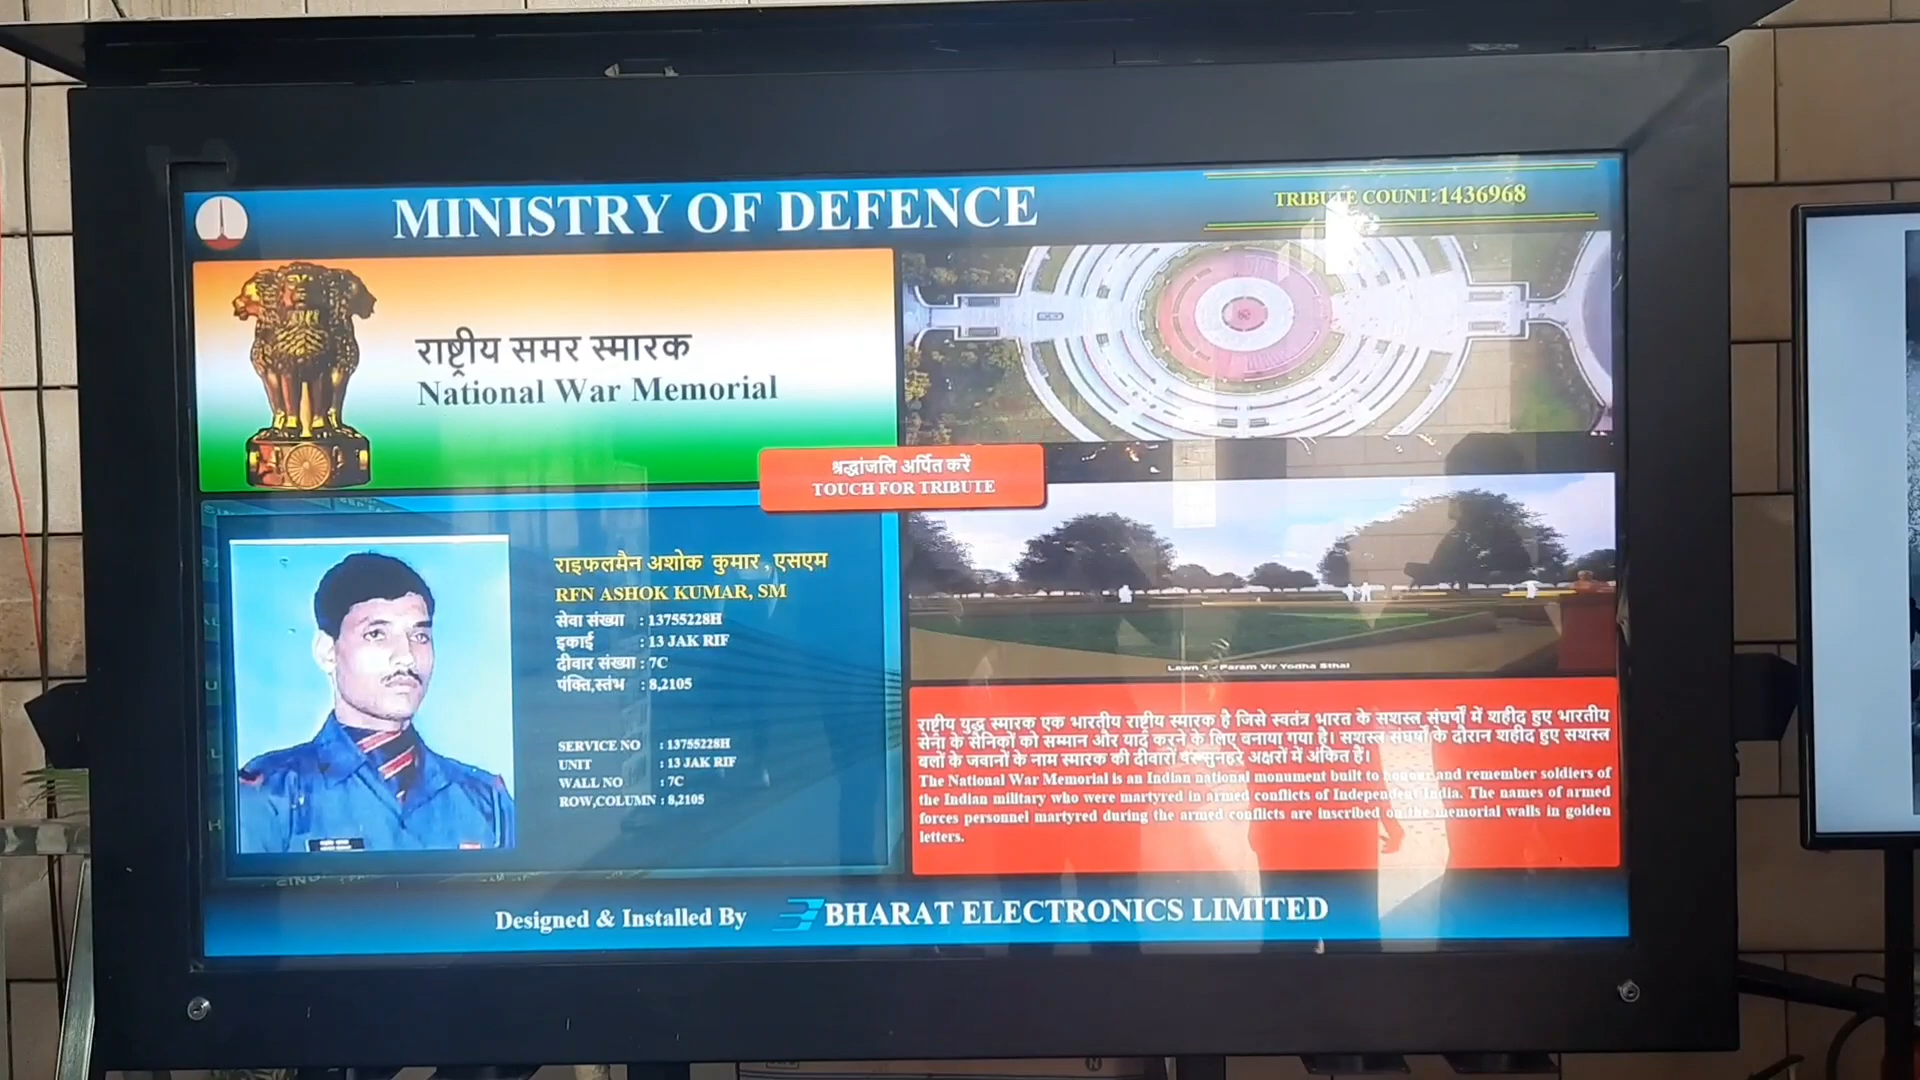 MINISTRY OF DEFENCE
TRIBUTE COUNT:1436968
राष्ट्रीय समर स्मारक
National War Memorial
श्रद्धांजलि अर्पित करें
TOUCH FOR TRIBUTE
राइफलमैन अशोक कुमार , एसएम
RFN ASHOK KUMAR, SM
सेवा संख्या : 13755228H
इकाई : 13 JAK RIF
दीवार संख्या : 7C
पंक्ति,स्तंभ : 8,2105
SERVICE NO : 13755228H
UNIT : 13 JAK RIF
WALL NO : 7C
ROW,COLUMN : 8,2105
Lawn 1 - Param Vir Yodha Sthal
राष्ट्रीय युद्ध स्मारक एक भारतीय राष्ट्रीय स्मारक है जिसे स्वतंत्र भारत के सशस्त्र संघर्षों में शहीद हुए भारतीय
सेना के सैनिकों को सम्मान और याद करने के लिए बनाया गया है। सशस्त्र संघर्षों के दौरान शहीद हुए सशस्त्र
बलों के जवानों के नाम स्मारक की दीवारों पर सुनहरे अक्षरों में अंकित हैं।
The National War Memorial is an Indian national monument built to honour and remember soldiers of
the Indian military who were martyred in armed conflicts of Independent India. The names of armed
forces personnel martyred during the armed conflicts are inscribed on the memorial walls in golden
letters.
Designed & Installed By BHARAT ELECTRONICS LIMITED